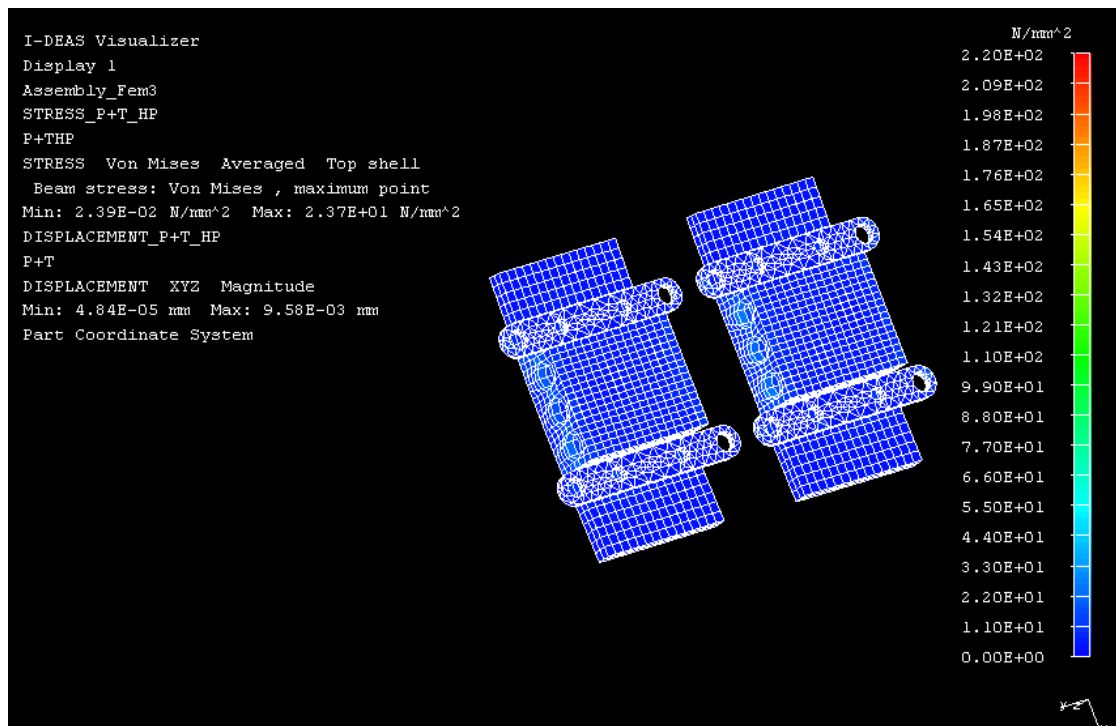 I-DEAS Visualizer
Display 1
Assembly_Fem3
STRESS_P+T_HP
P+THP
STRESS Von Mises Averaged Top shell
Beam stress: Von Mises , maximum point
Min: 2.39E-02 N/mm^2 Max: 2.37E+01 N/mm^2
DISPLACEMENT_P+T_HP
P+T
DISPLACEMENT XYZ Magnitude
Min: 4.84E-05 mm Max: 9.58E-03 mm
Part Coordinate System
N/mm^2
2.20E+02
2.09E+02
1.98E+02
1.87E+02
1.76E+02
1.65E+02
1.54E+02
1.43E+02
1.32E+02
1.21E+02
1.10E+02
9.90E+01
8.80E+01
7.70E+01
6.60E+01
5.50E+01
4.40E+01
3.30E+01
2.20E+01
1.10E+01
0.00E+00